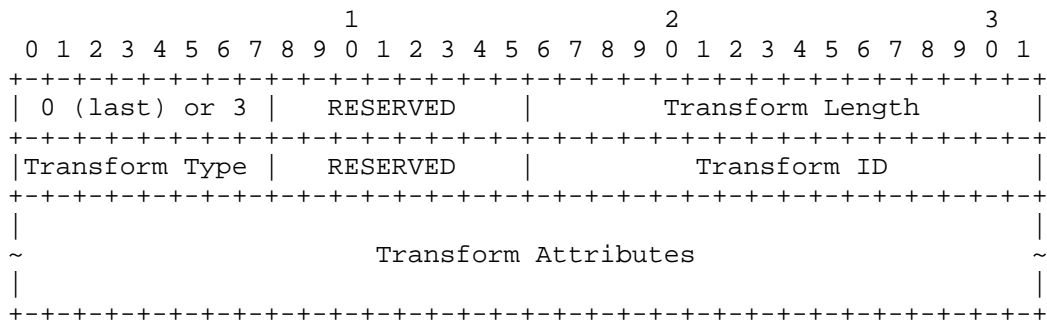 1                   2                   3
 0 1 2 3 4 5 6 7 8 9 0 1 2 3 4 5 6 7 8 9 0 1 2 3 4 5 6 7 8 9 0 1
+-+-+-+-+-+-+-+-+-+-+-+-+-+-+-+-+-+-+-+-+-+-+-+-+-+-+-+-+-+-+-+-+
| 0 (last) or 3 |   RESERVED    |        Transform Length       |
+-+-+-+-+-+-+-+-+-+-+-+-+-+-+-+-+-+-+-+-+-+-+-+-+-+-+-+-+-+-+-+-+
|Transform Type |   RESERVED    |          Transform ID         |
+-+-+-+-+-+-+-+-+-+-+-+-+-+-+-+-+-+-+-+-+-+-+-+-+-+-+-+-+-+-+-+-+
|                                                               |
~                      Transform Attributes                     ~
|                                                               |
+-+-+-+-+-+-+-+-+-+-+-+-+-+-+-+-+-+-+-+-+-+-+-+-+-+-+-+-+-+-+-+-+